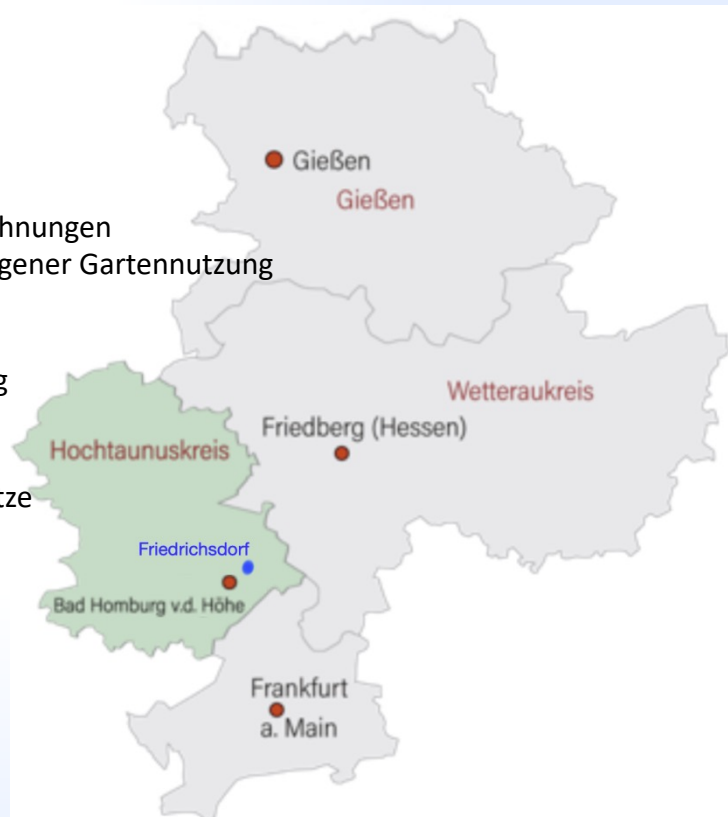 Gießen
Gießen
hnungen
gener Gartennutzung
g
Wetteraukreis
Friedberg (Hessen)
Hochtaunuskreis
tze
Friedrichsdorf
Bad Homburg v.d. Höhe
Frankfurt
a. Main